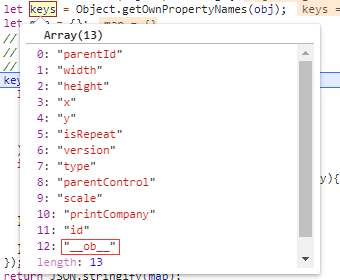 let keys = Object.getOwnPropertyNames(obj); keys =
let = {}; map = {}
Array(13)
//
//
//
key
0: "parentId"
1: "width"
2: "height"
3: "x"
4: "y"
5: "isRepeat"
6: "version"
7: "type"
8: "parentControl"
9: "scale"
10: "printCompany"
11: "id"
12: "__ob__"
length: 13
y){
});
return JSON.stringify(map);